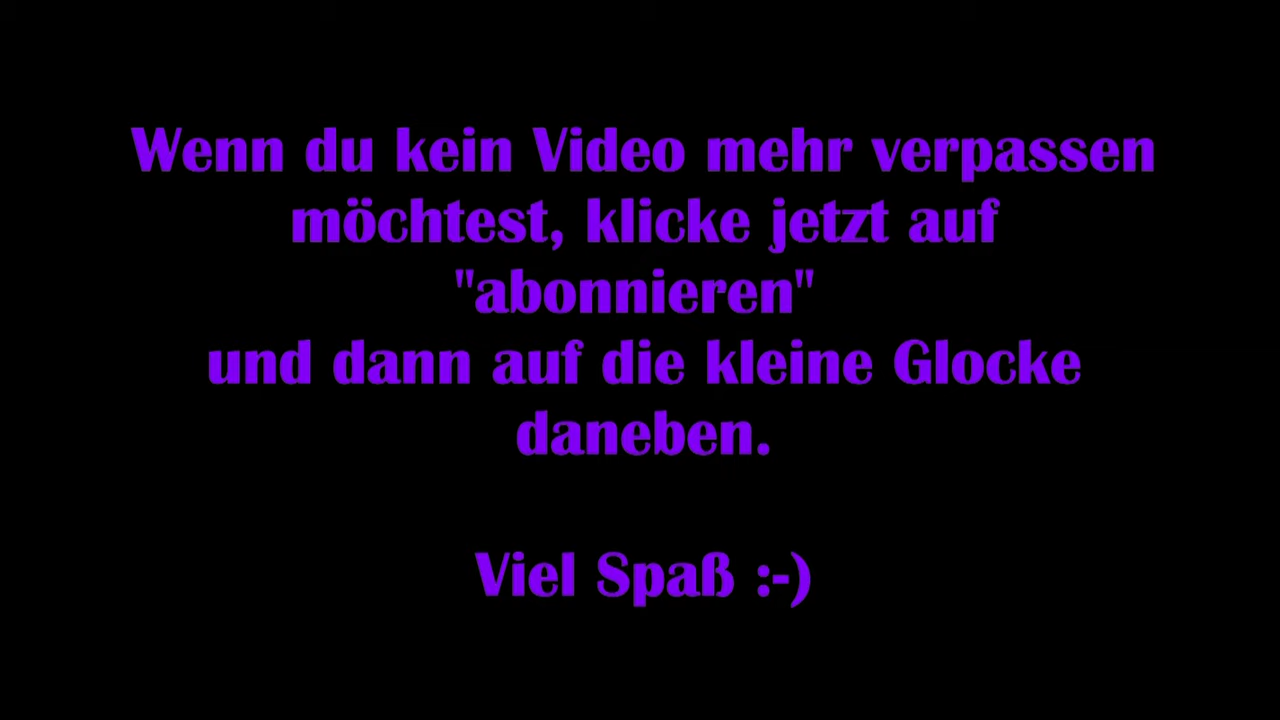 Wenn du kein Video mehr verpassen
möchtest, klicke jetzt auf
"abonnieren"
und dann auf die kleine Glocke
daneben.
Viel Spaß :-)